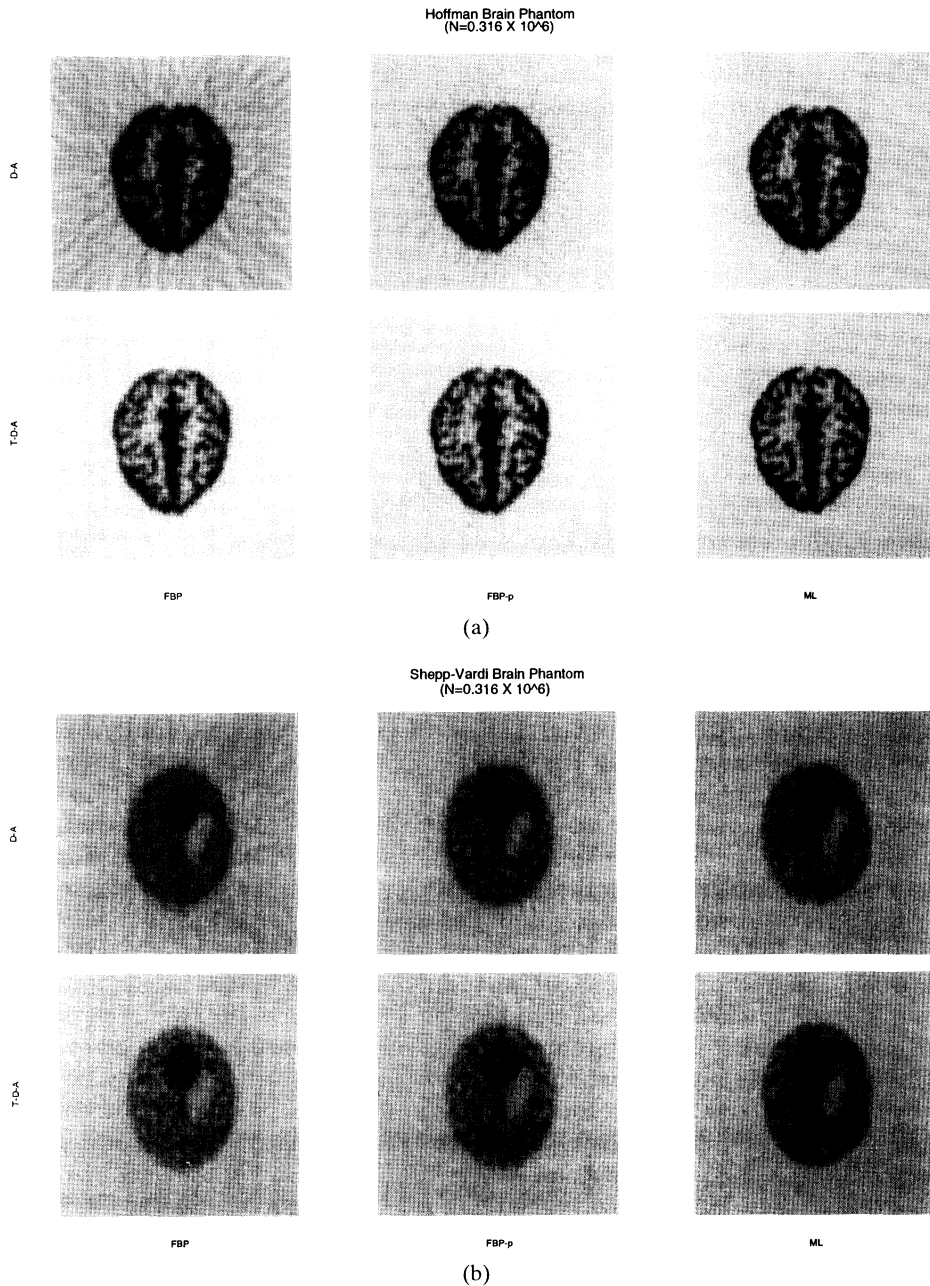 Hoffman Brain Phantom
(N=0.316 X 10^6)
D-A
T-D-A
FBP
FBP-p
ML
(a)
Shepp-Vardi Brain Phantom
(N=0.316 X 10^6)
D-A
T-D-A
FBP
FBP-p
ML
(b)